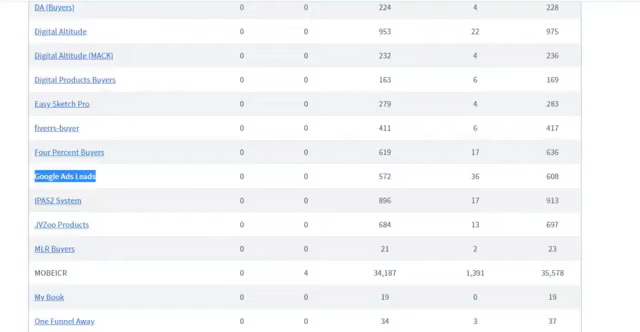 DA (Buyers) 0 0 224 4 228
Digital Altitude 0 0 953 22 975
Digital Altitude (MACK) 0 0 232 4 236
Digital Products Buyers 0 0 163 6 169
Easy Sketch Pro 0 0 279 4 283
fiverrs-buyer 0 0 411 6 417
Four Percent Buyers 0 0 619 17 636
Google Ads Leads 0 0 572 36 608
IPAS2 System 0 0 896 17 913
JVZoo Products 0 0 684 13 697
MLR Buyers 0 0 21 2 23
MOBEICR 0 4 34,187 1,391 35,578
My Book 0 0 19 0 19
One Funnel Away 0 0 34 3 37